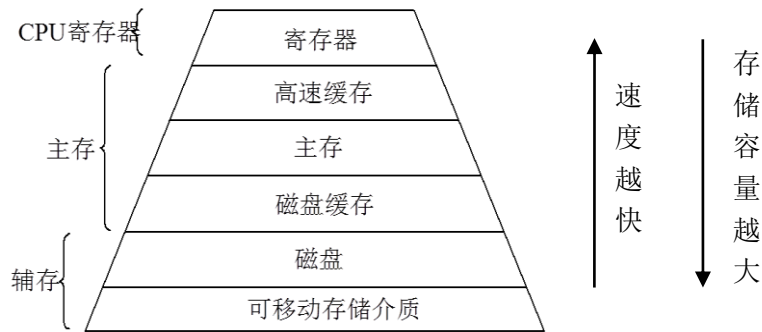 CPU寄存器
寄存器
高速缓存
主存
主存
磁盘缓存
辅存
磁盘
可移动存储介质
速度越快
存储容量越大